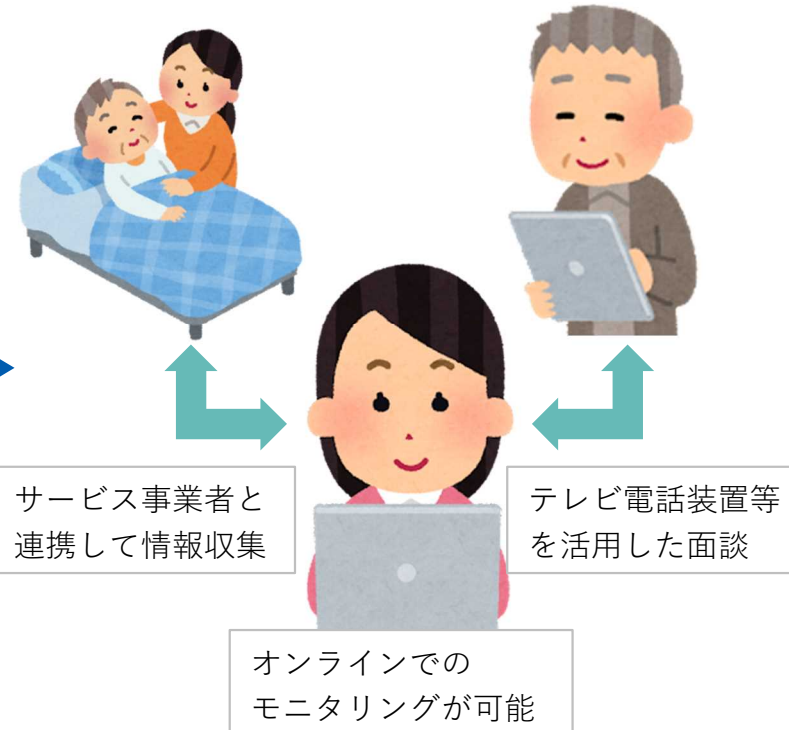 サービス事業者と
連携して情報収集
テレビ電話装置等
を活用した面談
オンラインでの
モニタリングが可能